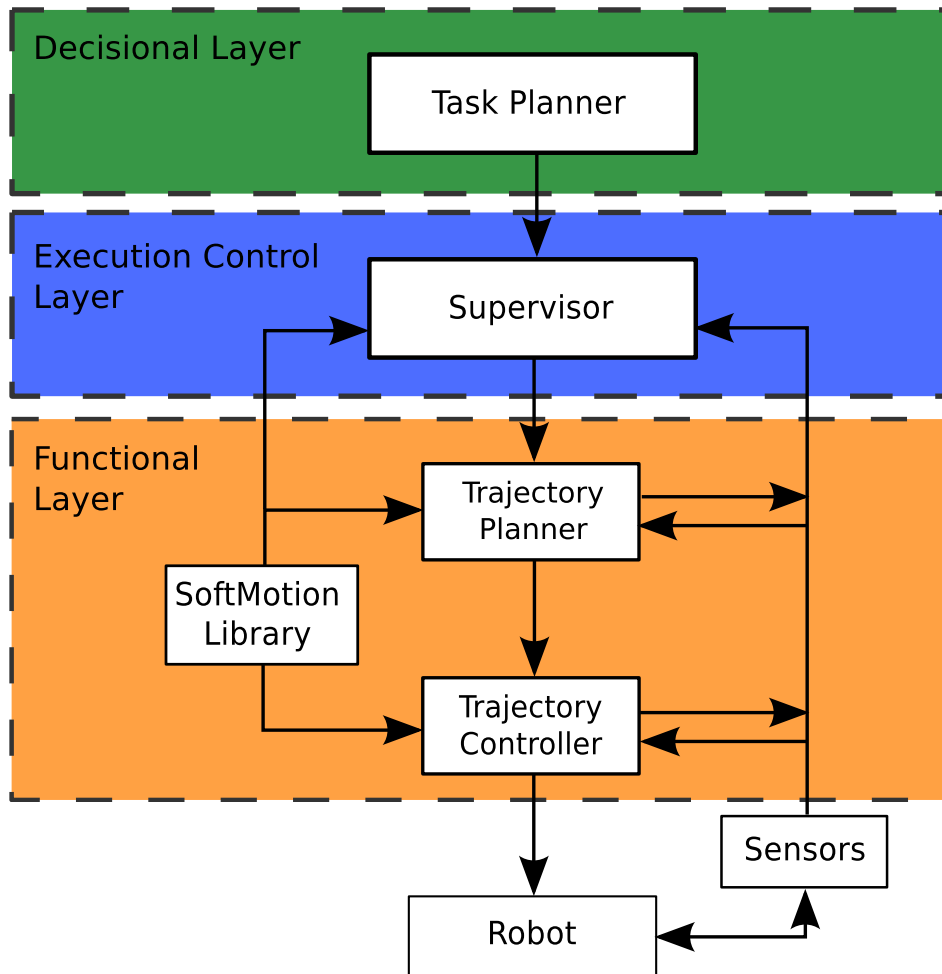 Decisional Layer
Task Planner
Execution Control
Layer
Supervisor
Functional
Layer
Trajectory
Planner
SoftMotion
Library
Trajectory
Controller
Sensors
Robot